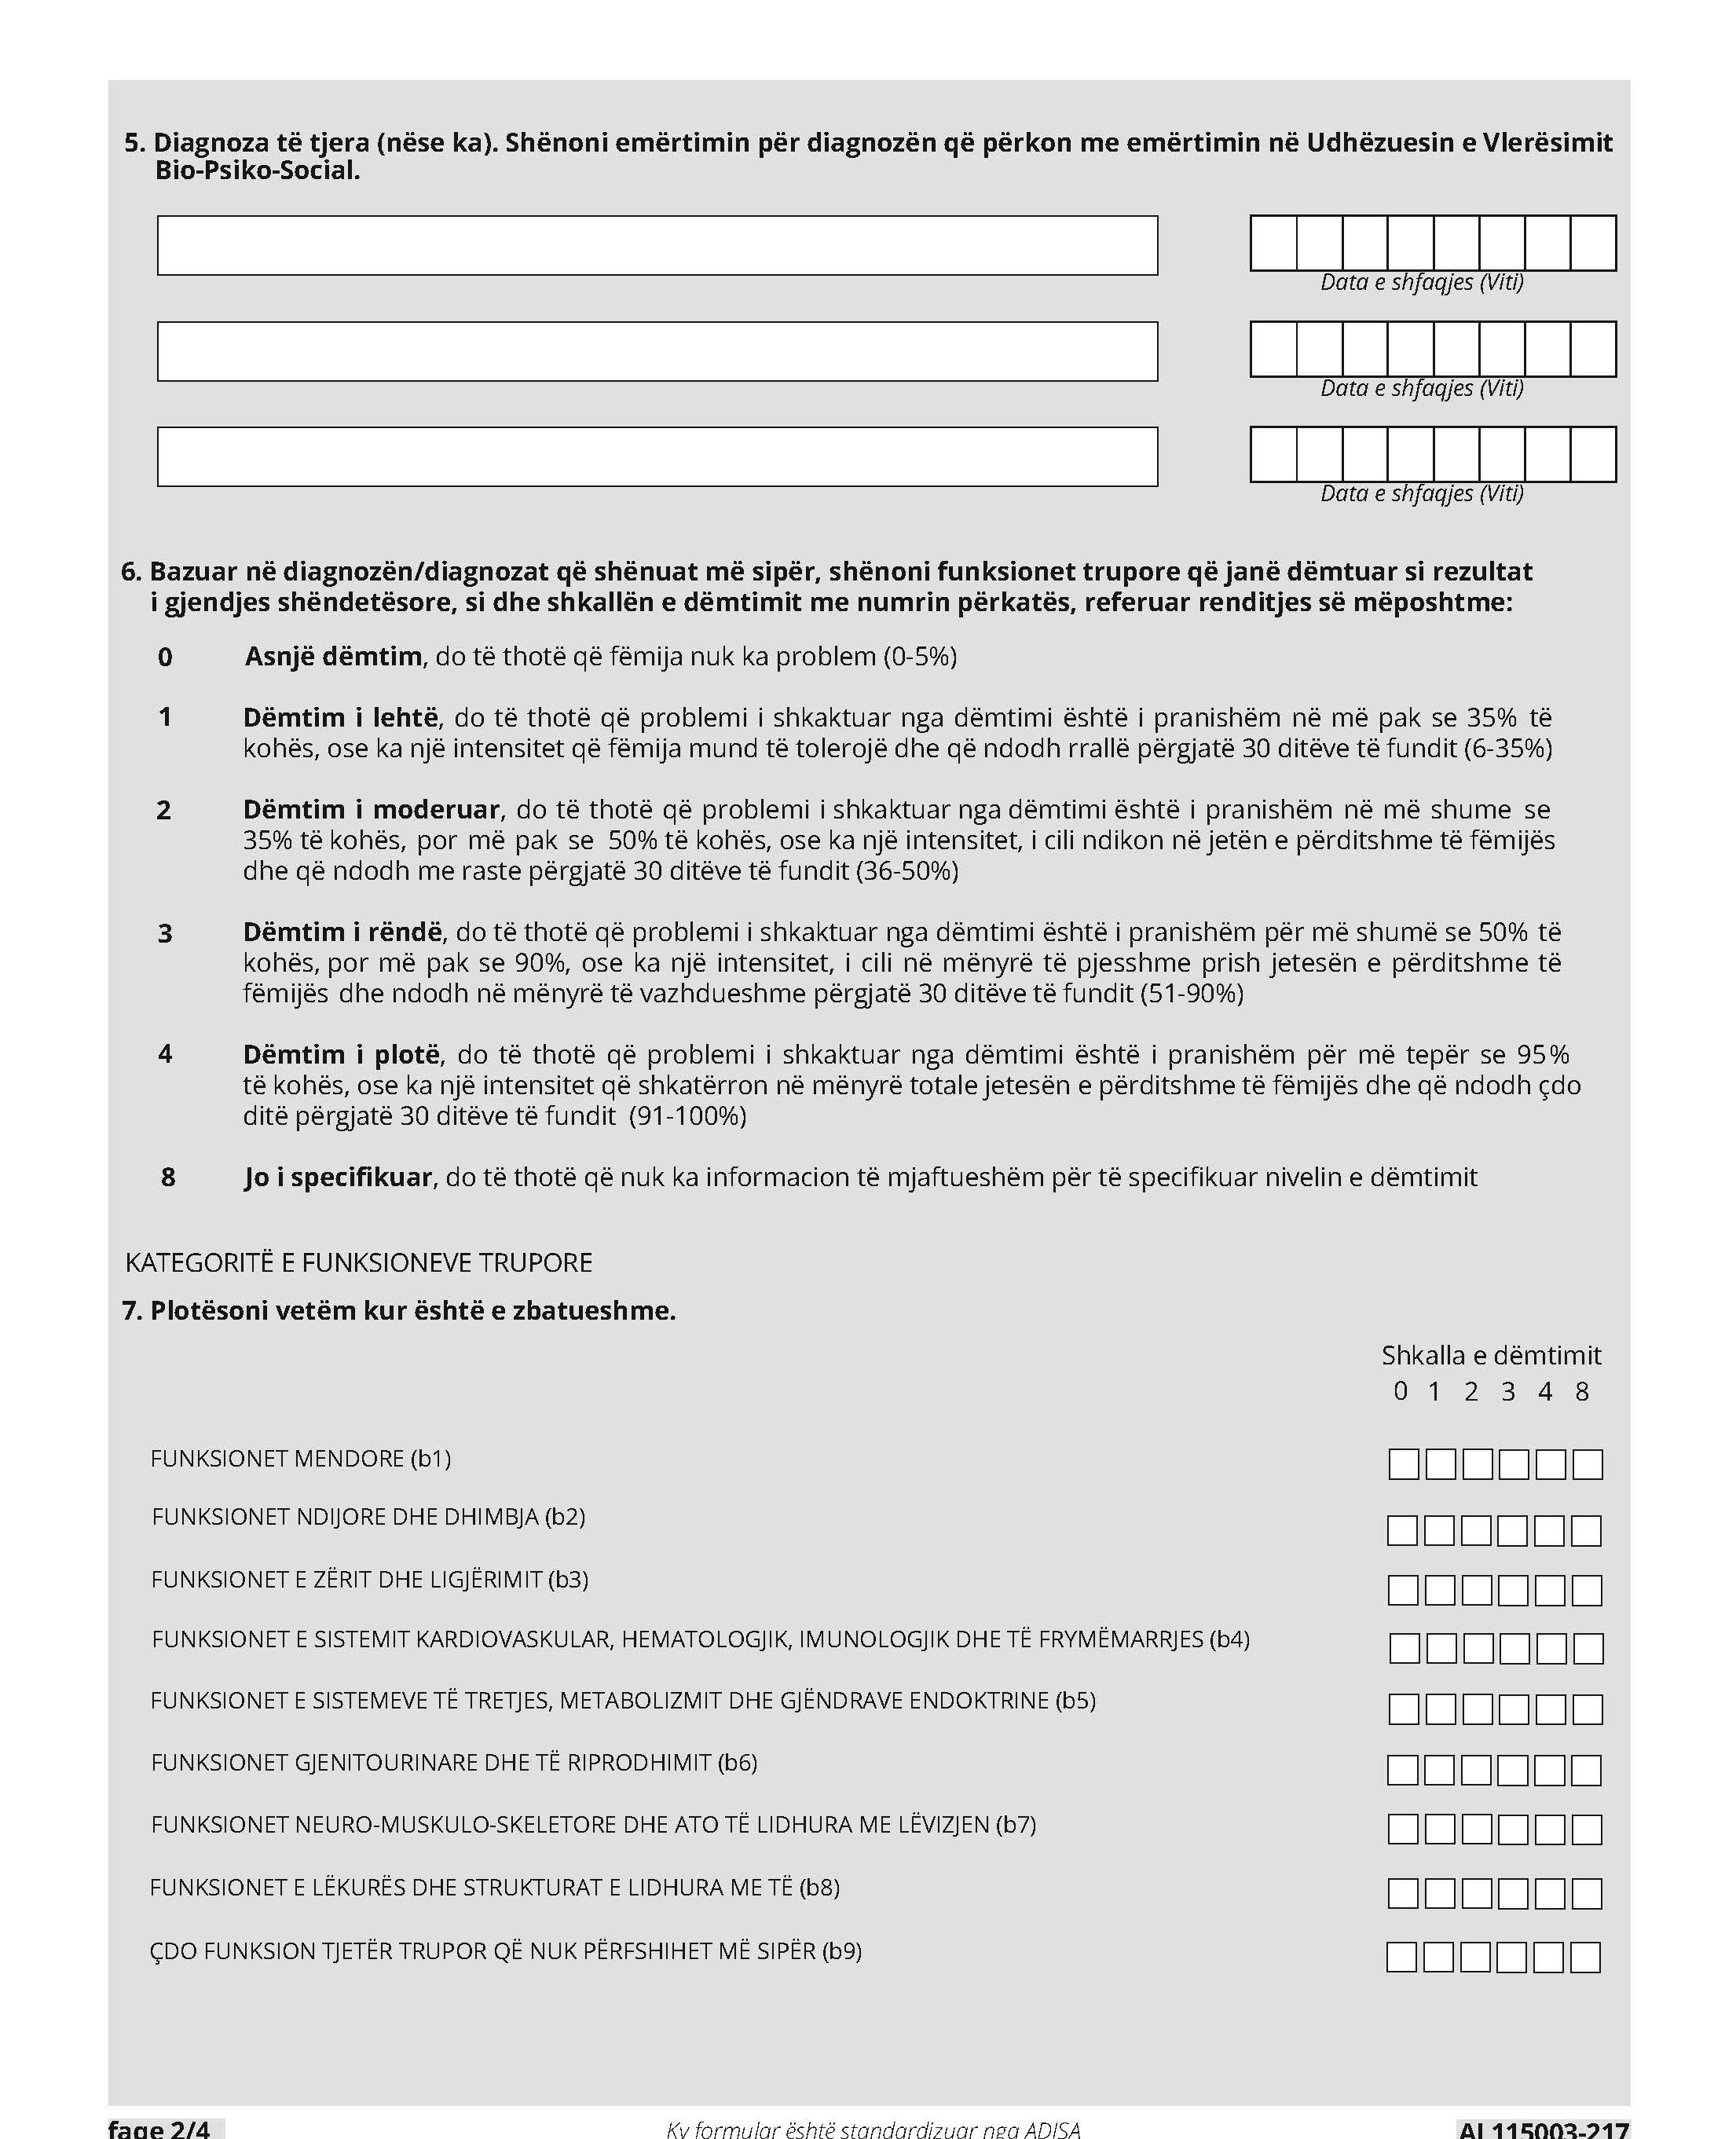 5. Diagnoza të tjera (nëse ka). Shënoni emërtimin për diagnozën që përkon me emërtimin në Udhëzuesin e Vlerësimit
Bio-Psiko-Social.
Data e shfaqjes (Viti)
Data e shfaqjes (Viti)
Data e shfaqjes (Viti)
6. Bazuar në diagnozën/diagnozat që shënuat më sipër, shënoni funksionet trupore që janë dëmtuar si rezultat
i gjendjes shëndetësore, si dhe shkallën e dëmtimit me numrin përkatës, referuar renditjes së mëposhtme:
0 Asnjë dëmtim, do të thotë që fëmija nuk ka problem (0-5%)
1 Dëmtim i lehtë, do të thotë që problemi i shkaktuar nga dëmtimi është i pranishëm në më pak se 35% të
kohës, ose ka një intensitet që fëmija mund të tolerojë dhe që ndodh rrallë përgjatë 30 ditëve të fundit (6-35%)
2 Dëmtim i moderuar, do të thotë që problemi i shkaktuar nga dëmtimi është i pranishëm në më shume se
35% të kohës, por më pak se 50% të kohës, ose ka një intensitet, i cili ndikon në jetën e përditshme të fëmijës
dhe që ndodh me raste përgjatë 30 ditëve të fundit (36-50%)
3 Dëmtim i rëndë, do të thotë që problemi i shkaktuar nga dëmtimi është i pranishëm për më shumë se 50% të
kohës, por më pak se 90%, ose ka një intensitet, i cili në mënyrë të pjesshme prish jetesën e përditshme të
fëmijës dhe ndodh në mënyrë të vazhdueshme përgjatë 30 ditëve të fundit (51-90%)
4 Dëmtim i plotë, do të thotë që problemi i shkaktuar nga dëmtimi është i pranishëm për më tepër se 95%
të kohës, ose ka një intensitet që shkatërron në mënyrë totale jetesën e përditshme të fëmijës dhe që ndodh çdo
ditë përgjatë 30 ditëve të fundit (91-100%)
8 Jo i specifikuar, do të thotë që nuk ka informacion të mjaftueshëm për të specifikuar nivelin e dëmtimit
KATEGORITË E FUNKSIONEVE TRUPORE
7. Plotësoni vetëm kur është e zbatueshme.
Shkalla e dëmtimit
0 1 2 3 4 8
FUNKSIONET MENDORE (b1)
FUNKSIONET NDIJORE DHE DHIMBJA (b2)
FUNKSIONET E ZËRIT DHE LIGJËRIMIT (b3)
FUNKSIONET E SISTEMIT KARDIOVASKULAR, HEMATOLOGJIK, IMUNOLOGJIK DHE TË FRYMËMARRJES (b4)
FUNKSIONET E SISTEMEVE TË TRETJES, METABOLIZMIT DHE GJËNDRAVE ENDOKTRINE (b5)
FUNKSIONET GJENITOURINARE DHE TË RIPRODHIMIT (b6)
FUNKSIONET NEURO-MUSKULO-SKELETORE DHE ATO TË LIDHURA ME LËVIZJEN (b7)
FUNKSIONET E LËKURËS DHE STRUKTURAT E LIDHURA ME TË (b8)
ÇDO FUNKSION TJETËR TRUPOR QË NUK PËRFSHIHET MË SIPËR (b9)
faqe 2/4 Ky formular është standardizuar nga ADISA AL115003-217